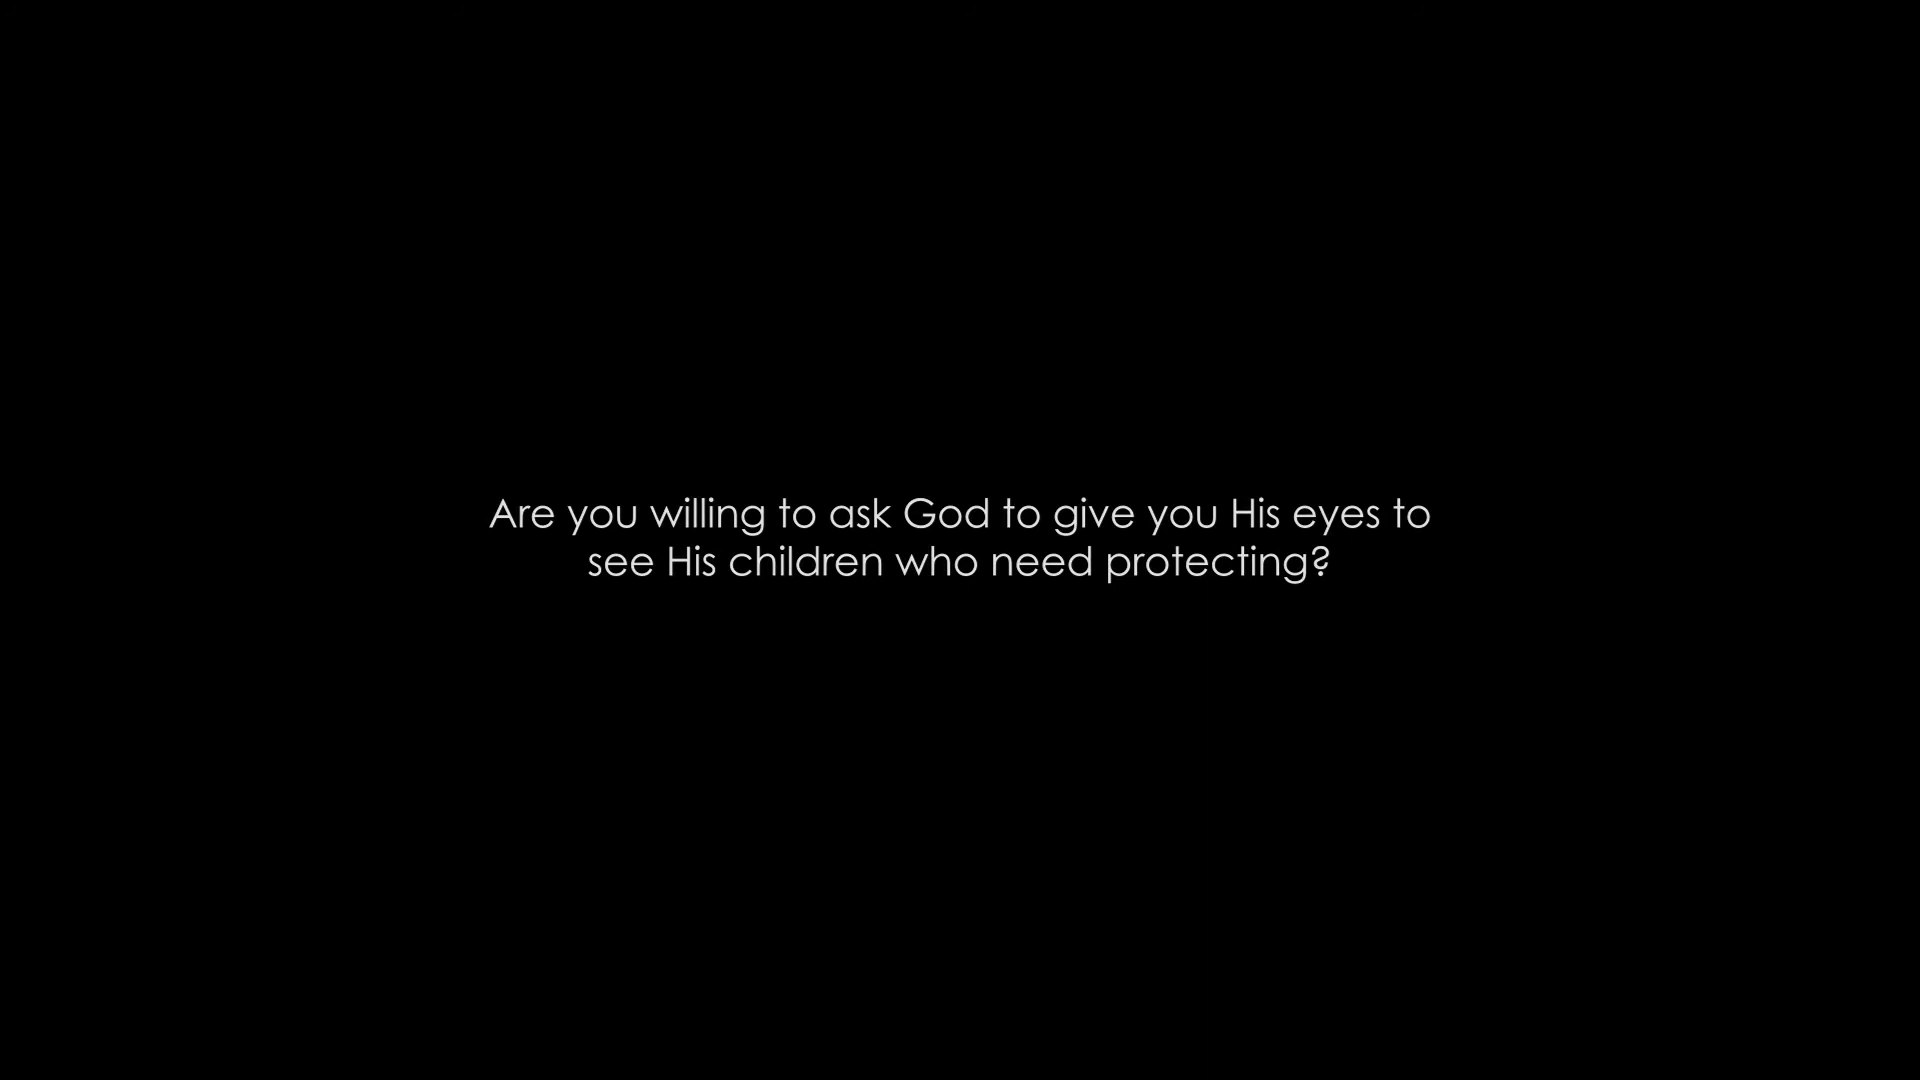 Are you willing to ask God to give you His eyes to
see His children who need protecting?